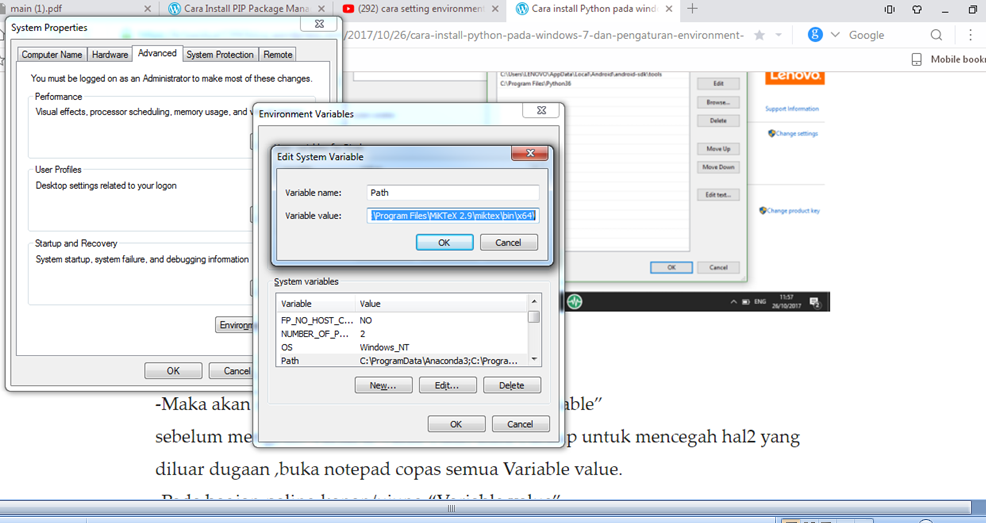 main (1).pdf
Cara Install PIP Package Mana
(292) cara setting environment
Cara install Python pada wind
System Properties
/2017/10/26/cara-install-python-pada-windows-7-dan-pengaturan-environment-
Google
Computer Name
Hardware
Advanced
System Protection
Remote
Mobile bookm
You must be logged on as an Administrator to make most of these changes.
Performance
Visual effects, processor scheduling, memory usage, and v
User Profiles
Desktop settings related to your logon
Startup and Recovery
System startup, system failure, and debugging information
Environm
OK
Cancel
Environment Variables
Edit System Variable
Variable name:
Path
Variable value:
\Program Files\MiKTeX 2.9\miktex\bin\x64\
OK
Cancel
System variables
Variable
Value
FP_NO_HOST_C...
NO
NUMBER_OF_P...
2
OS
Windows_NT
Path
C:\ProgramData\Anaconda3;C:\Progra...
New...
Edit...
Delete
OK
Cancel
C:\Users\LENOVO\AppData\Local\Android\android-sdk\tools
C:\Program Files\Python36
Edit
Browse...
Delete
Move Up
Move Down
Edit text...
OK
Cancel
Lenovo
Support Information
Change settings
Change product key
ENG
11:57
26/10/2017
-Maka akan
able”
sebelum me
p untuk mencegah hal2 yang
diluar dugaan ,buka notepad copas semua Variable value.